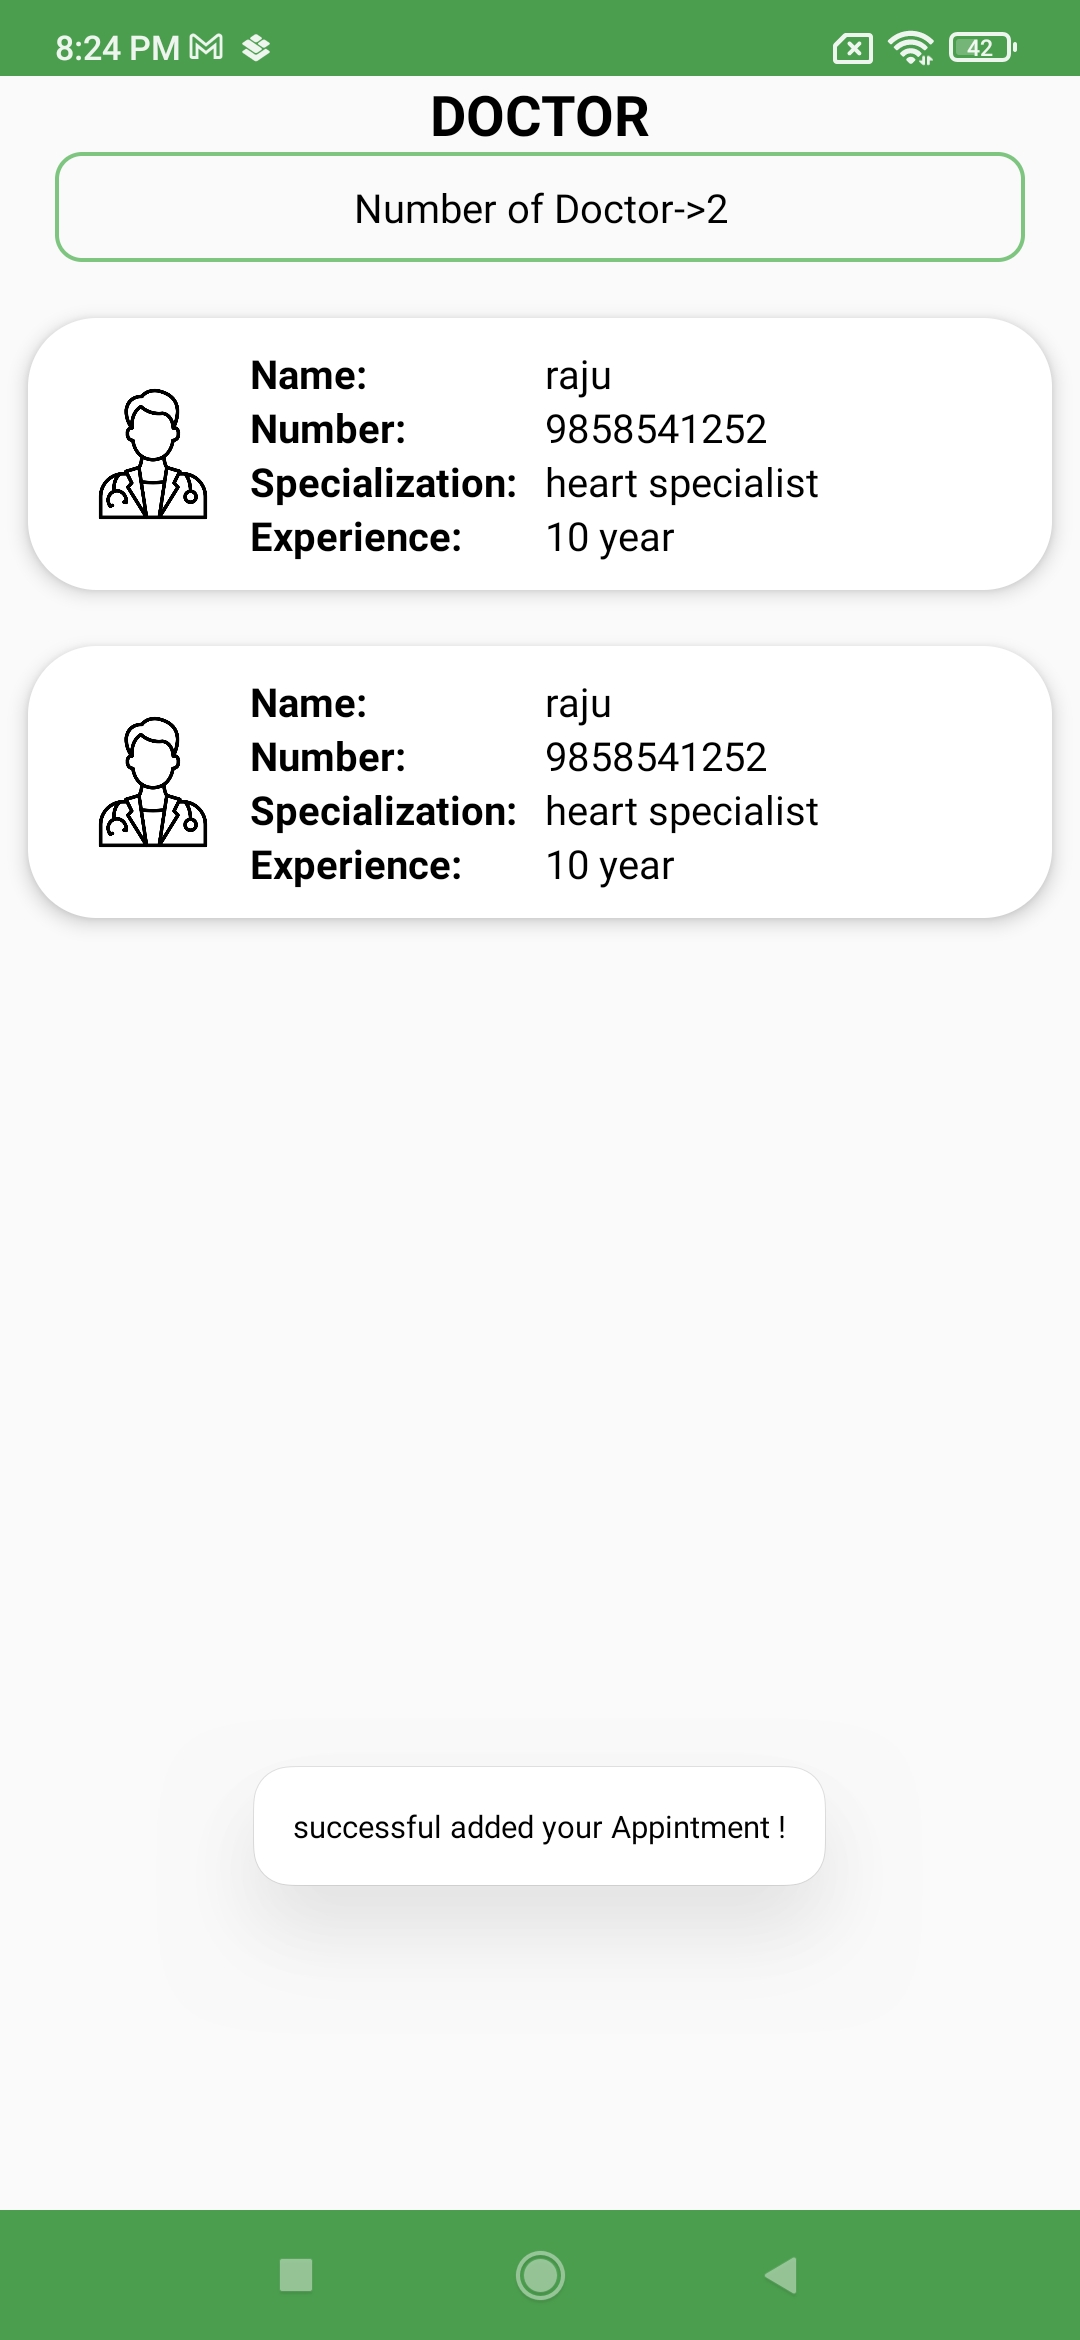 8:24 PM
42
DOCTOR
Number of Doctor->2
Name: raju
Number: 9858541252
Specialization: heart specialist
Experience: 10 year
Name: raju
Number: 9858541252
Specialization: heart specialist
Experience: 10 year
successful added your Appintment !